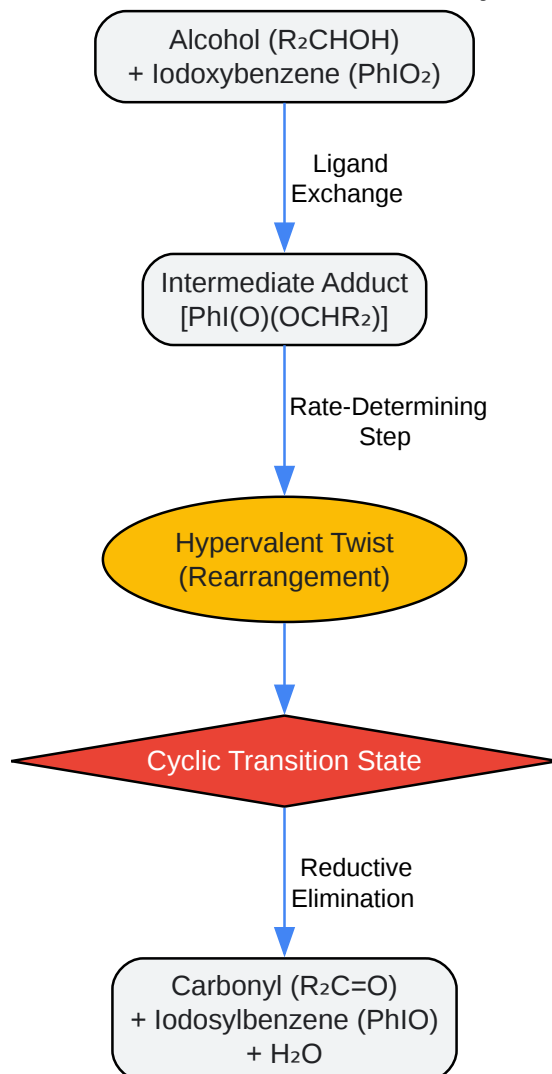 Alcohol (R₂CHOH)
+ Iodoxybenzene (PhIO₂)
Ligand
Exchange
Intermediate Adduct
[PhI(O)(OCHR₂)]
Rate-Determining
Step
Hypervalent Twist
(Rearrangement)
Cyclic Transition State
Reductive
Elimination
Carbonyl (R₂C=O)
+ Iodosylbenzene (PhIO)
+ H₂O